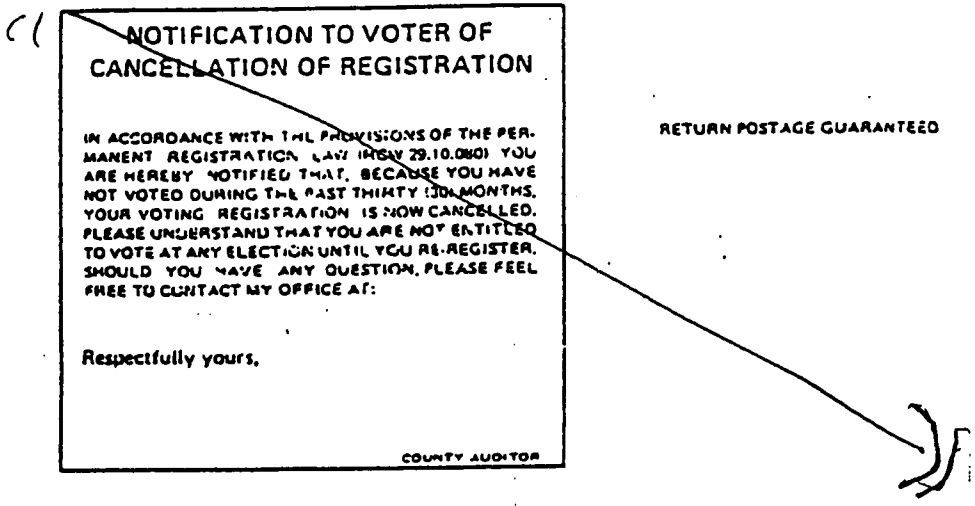 ((
NOTIFICATION TO VOTER OF
CANCELLATION OF REGISTRATION
IN ACCORDANCE WITH THE PROVISIONS OF THE PER-
MANENT REGISTRATION LAW (RCW 29.10.080) YOU
ARE HEREBY NOTIFIED THAT, BECAUSE YOU HAVE
NOT VOTED DURING THE PAST THIRTY (30) MONTHS,
YOUR VOTING REGISTRATION IS NOW CANCELLED.
PLEASE UNDERSTAND THAT YOU ARE NOT ENTITLED
TO VOTE AT ANY ELECTION UNTIL YOU RE-REGISTER.
SHOULD YOU HAVE ANY QUESTION, PLEASE FEEL
FREE TO CONTACT MY OFFICE AT:
Respectfully yours,
COUNTY AUDITOR
RETURN POSTAGE GUARANTEED
))